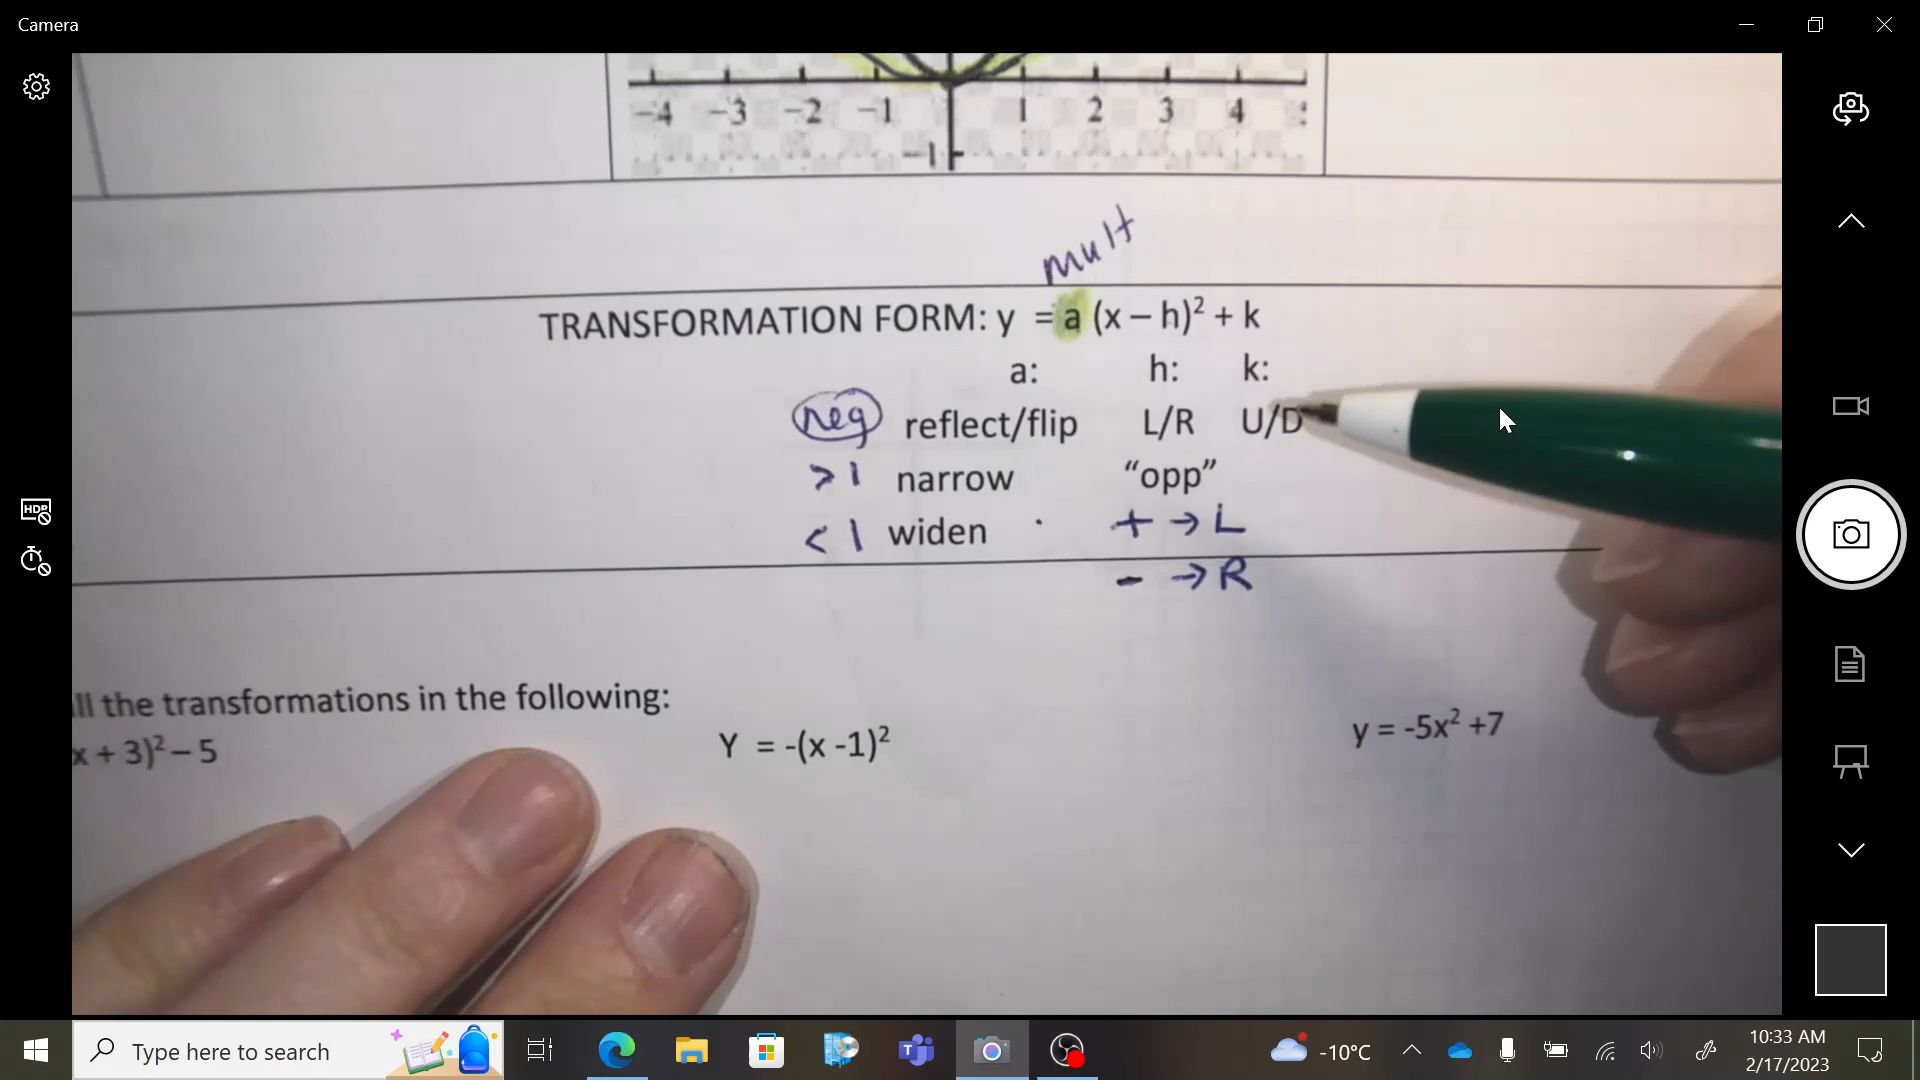 Camera
-4 -3 -2 -1 1 2 3 4
-1
mult
TRANSFORMATION FORM: y = a (x – h)² + k
a: h: k:
neg reflect/flip L/R U/D
> 1 narrow “opp”
< 1 widen + → L
- → R
ll the transformations in the following:
x + 3)² – 5 Y = -(x -1)² y = -5x² +7
Type here to search
-10°C
10:33 AM
2/17/2023